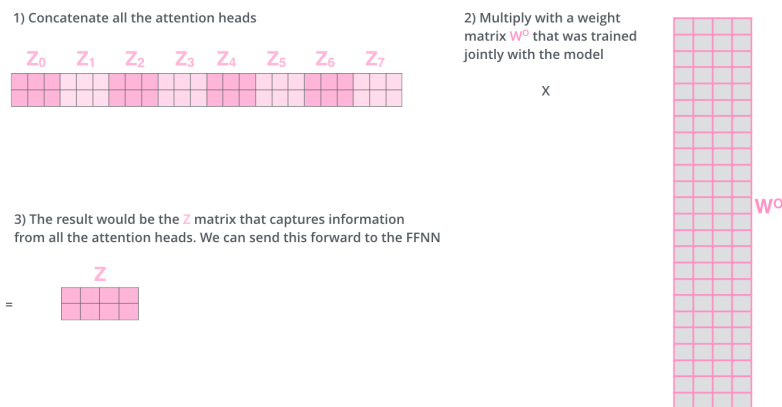 1) Concatenate all the attention heads
Z0 Z1 Z2 Z3 Z4 Z5 Z6 Z7
2) Multiply with a weight
matrix WO that was trained
jointly with the model
X
WO
3) The result would be the Z matrix that captures information
from all the attention heads. We can send this forward to the FFNN
Z
=